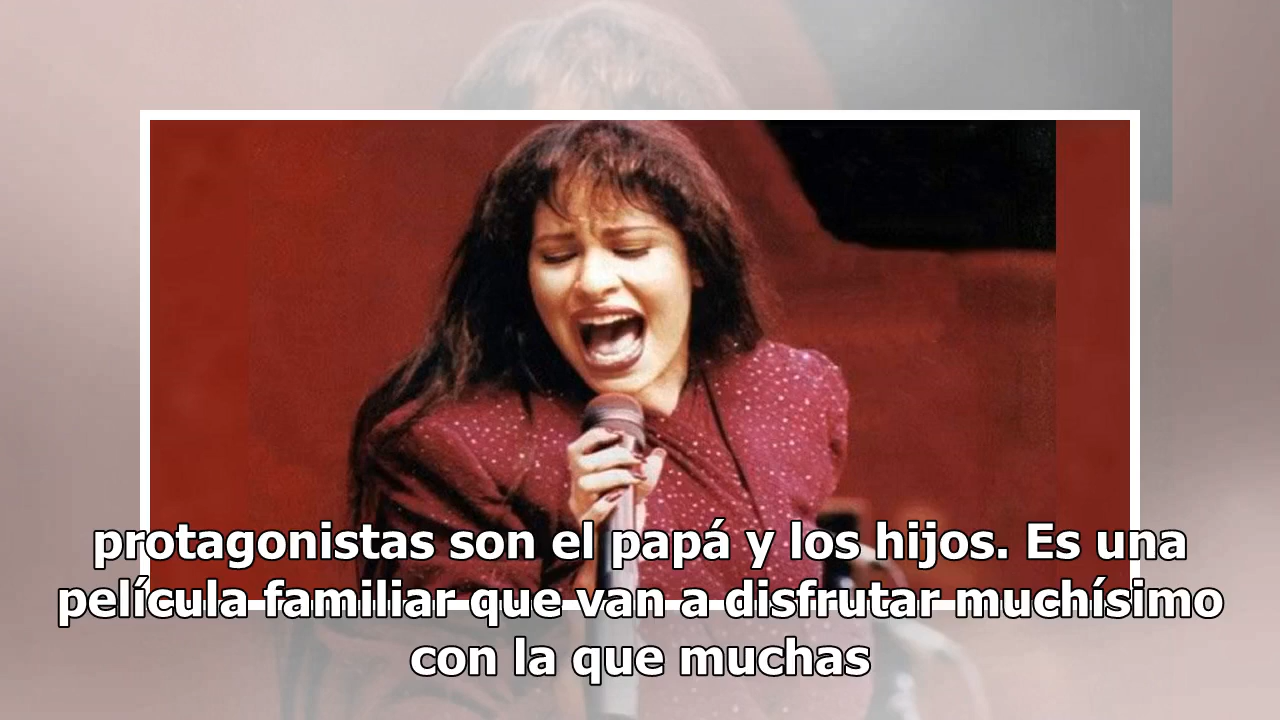 protagonistas son el papá y los hijos. Es una
película familiar que van a disfrutar muchísimo
con la que muchas